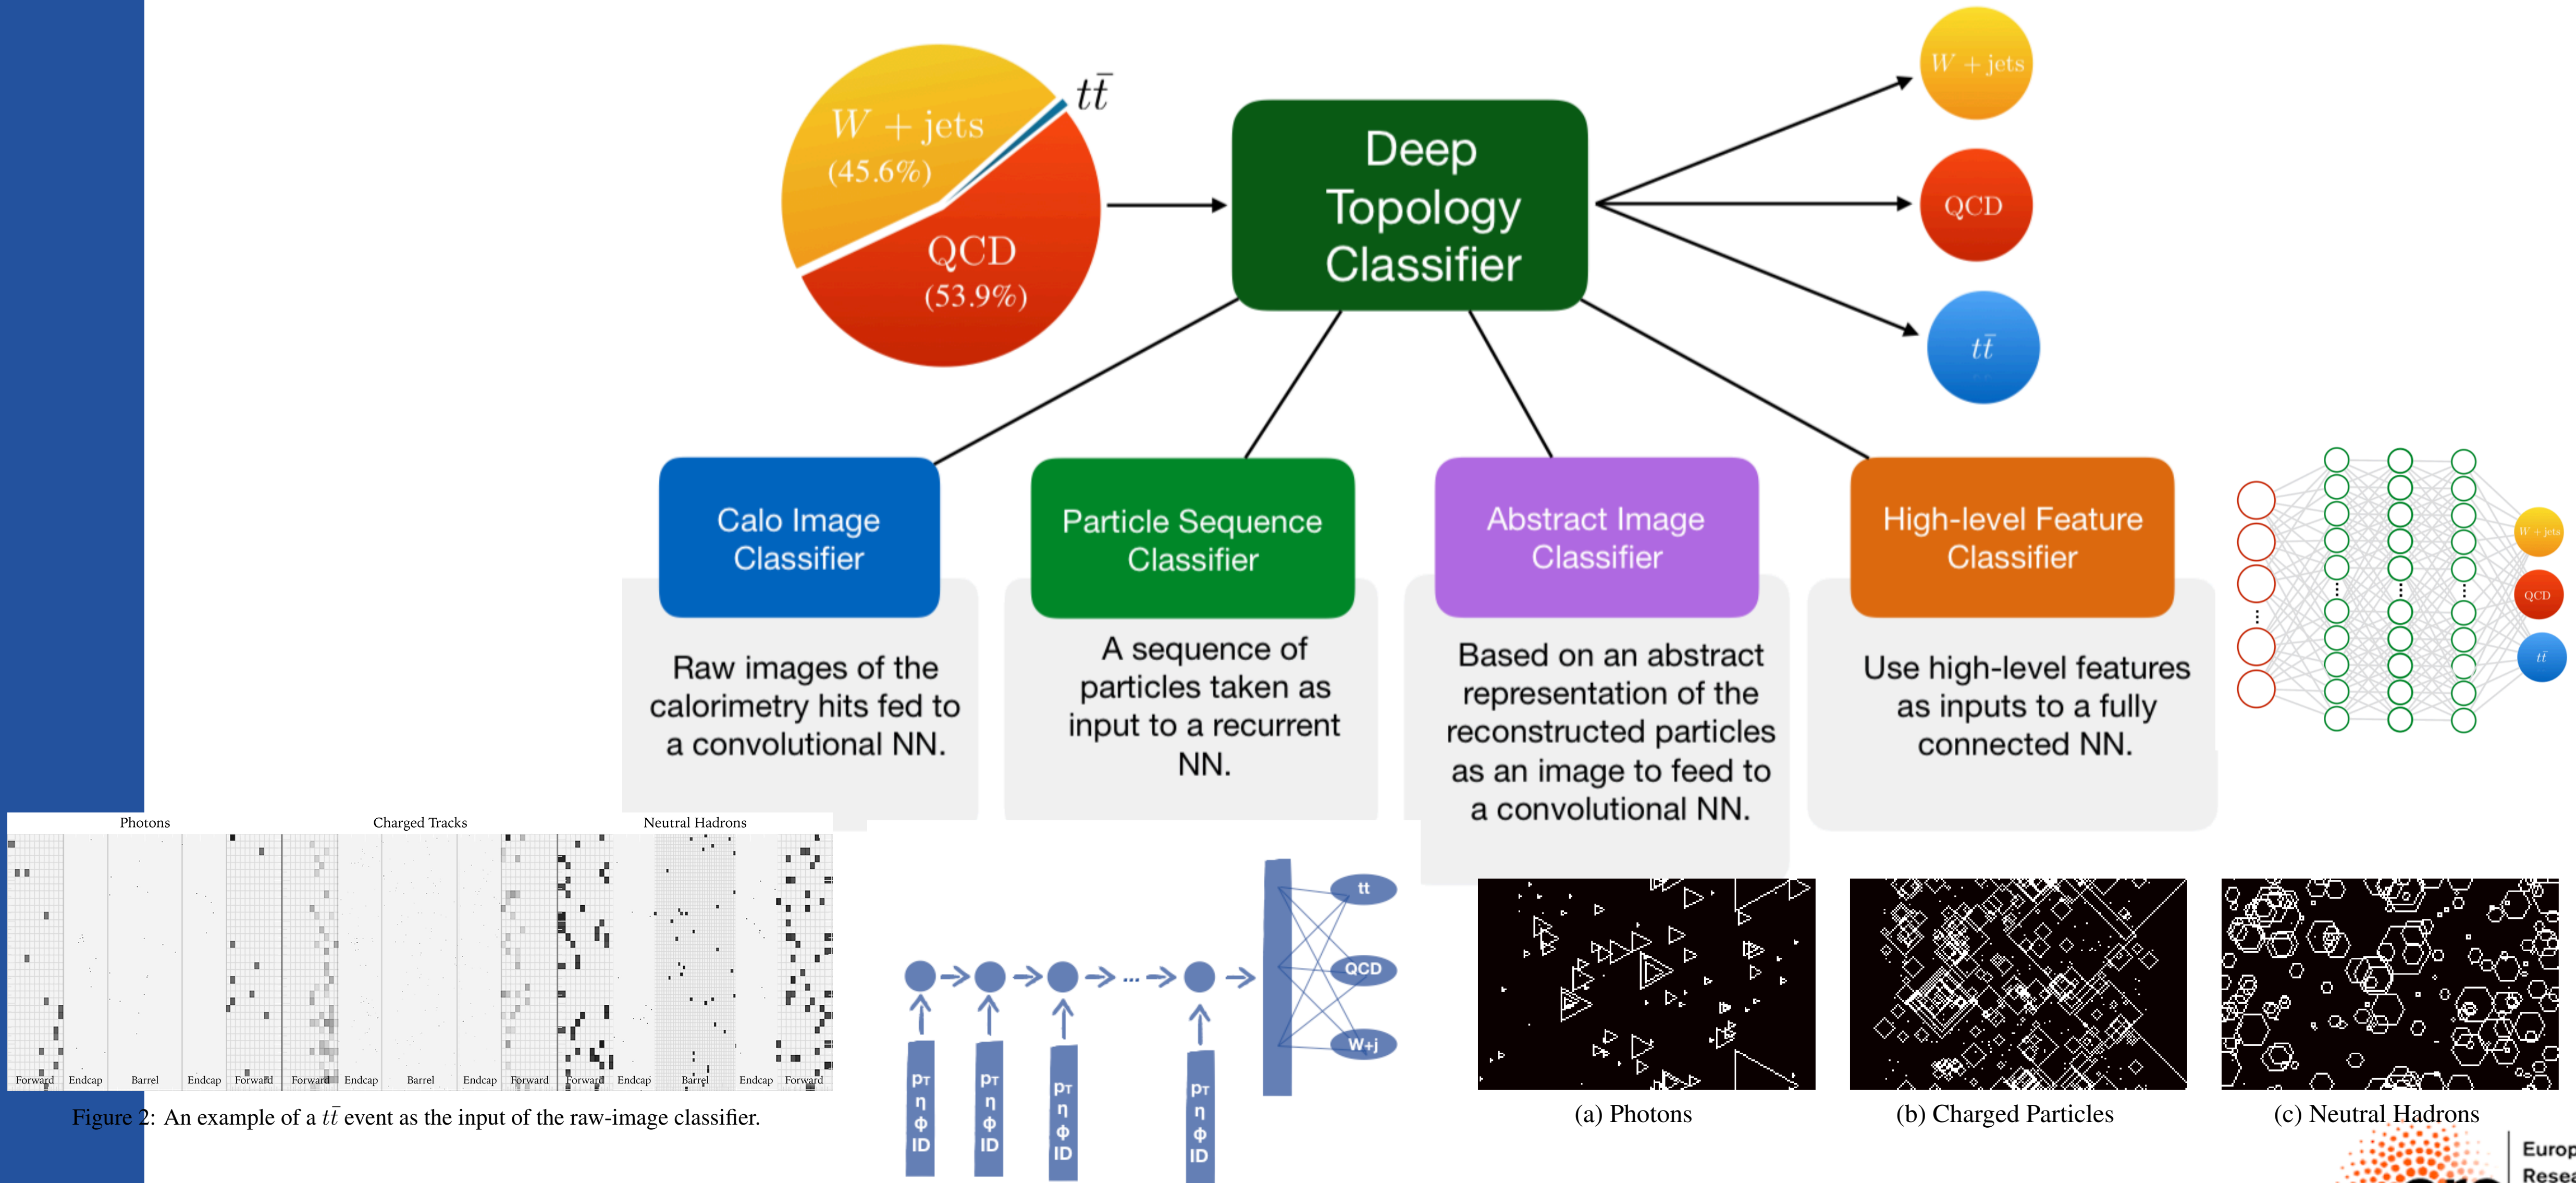 W + jets
(45.6%)
tt̄
QCD
(53.9%)
Deep
Topology
Classifier
W + jets
QCD
tt̄
Calo Image
Classifier
Raw images of the
calorimetry hits fed to
a convolutional NN.
Particle Sequence
Classifier
A sequence of
particles taken as
input to a recurrent
NN.
Abstract Image
Classifier
Based on an abstract
representation of the
reconstructed particles
as an image to feed to
a convolutional NN.
High-level Feature
Classifier
Use high-level features
as inputs to a fully
connected NN.
W + jets
QCD
tt̄
Photons Charged Tracks Neutral Hadrons
Forward Endcap Barrel Endcap Forward Forward Endcap Barrel Endcap Forward Forward Endcap Barrel Endcap Forward
Figure 2: An example of a tt̄ event as the input of the raw-image classifier.
...
tt
QCD
W+j
pT
η
Φ
ID
pT
η
Φ
ID
pT
η
Φ
ID
pT
η
Φ
ID
(a) Photons
(b) Charged Particles
(c) Neutral Hadrons
Europ
Resea